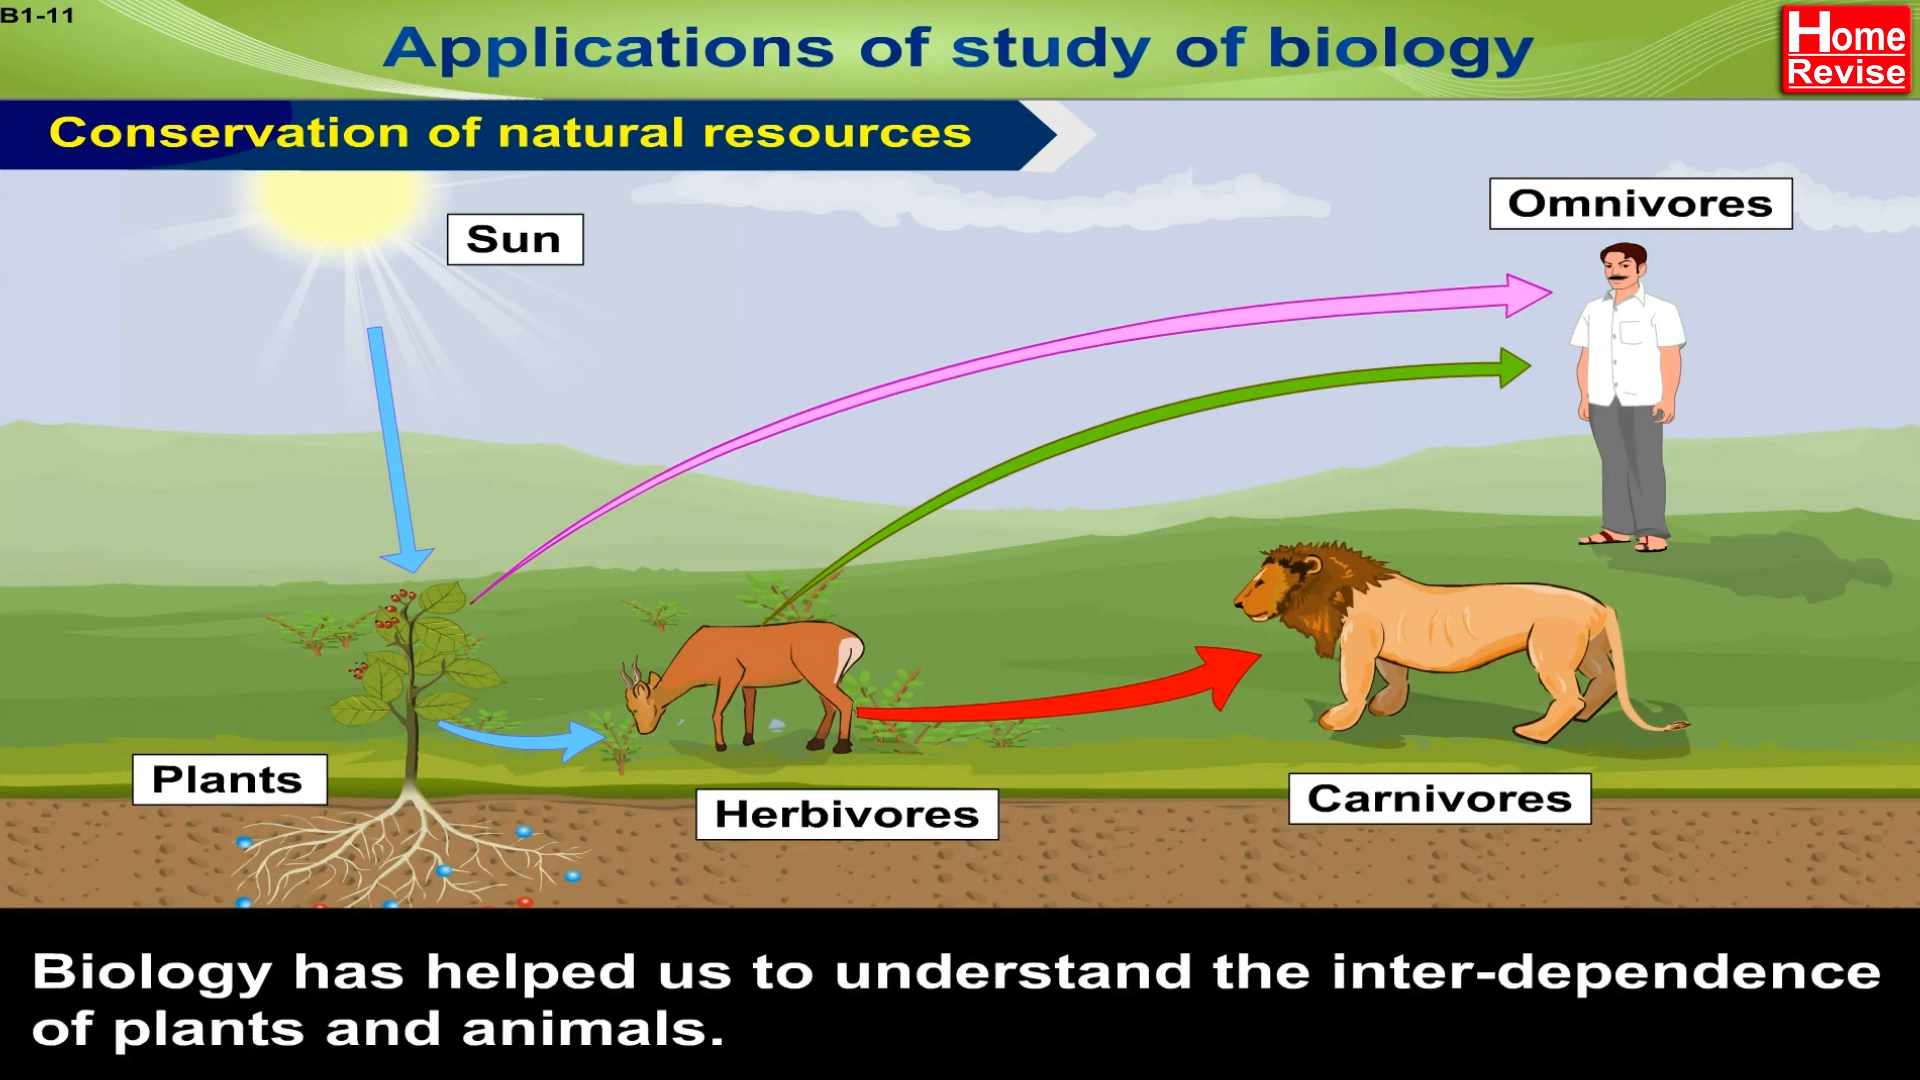 B1-11
Applications of study of biology
Home
Revise
Conservation of natural resources
Sun
Omnivores
Plants
Herbivores
Carnivores
Biology has helped us to understand the inter-dependence
of plants and animals.